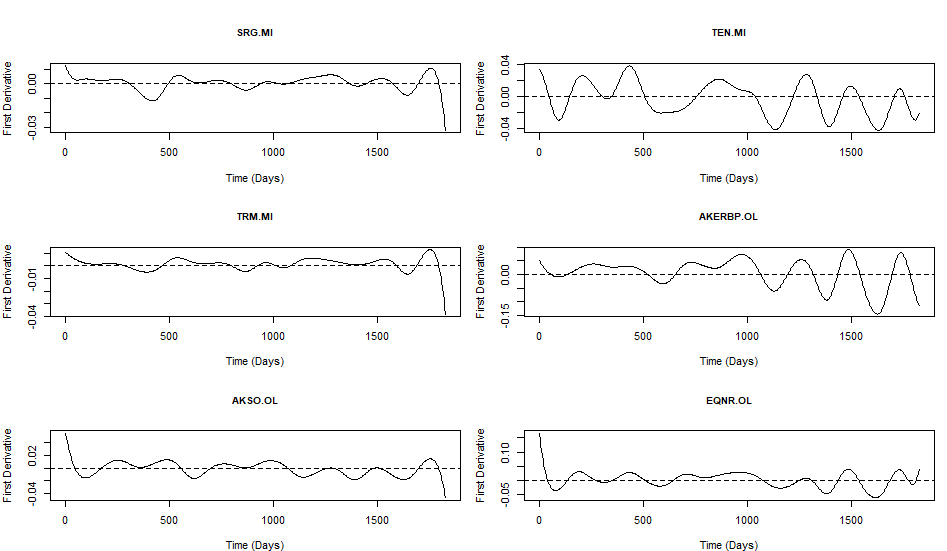 SRG.MI
First Derivative
0.00
-0.03
0 500 1000 1500
Time (Days)
TEN.MI
First Derivative
0.04
0.00
-0.04
0 500 1000 1500
Time (Days)
TRM.MI
First Derivative
-0.01
-0.04
0 500 1000 1500
Time (Days)
AKERBP.OL
First Derivative
0.00
-0.15
0 500 1000 1500
Time (Days)
AKSO.OL
First Derivative
0.02
-0.04
0 500 1000 1500
Time (Days)
EQNR.OL
First Derivative
0.10
-0.05
0 500 1000 1500
Time (Days)